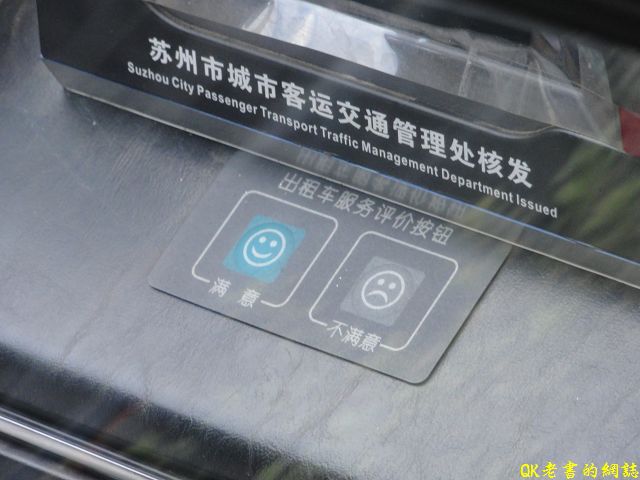 苏州市城市客运交通管理处核发
Suzhou City Passenger Transport Traffic Management Department Issued
出租车服务评价按钮
满 意
不满意
QK老書的網誌